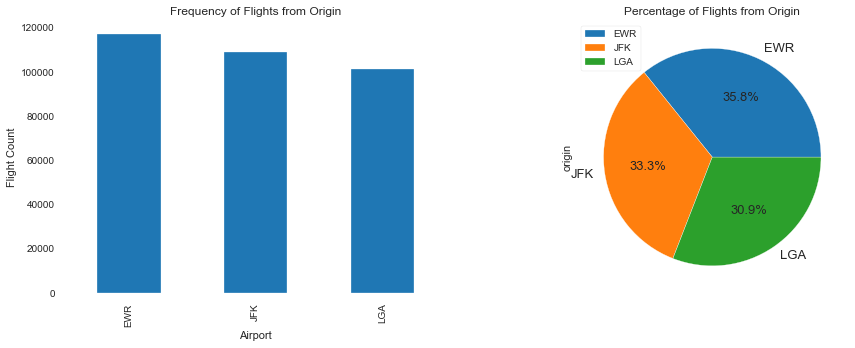 Frequency of Flights from Origin
120000
100000
80000
60000
40000
20000
0
Flight Count
EWR
JFK
LGA
Airport
Percentage of Flights from Origin
EWR
JFK
LGA
EWR
35.8%
33.3%
JFK
30.9%
LGA
origin